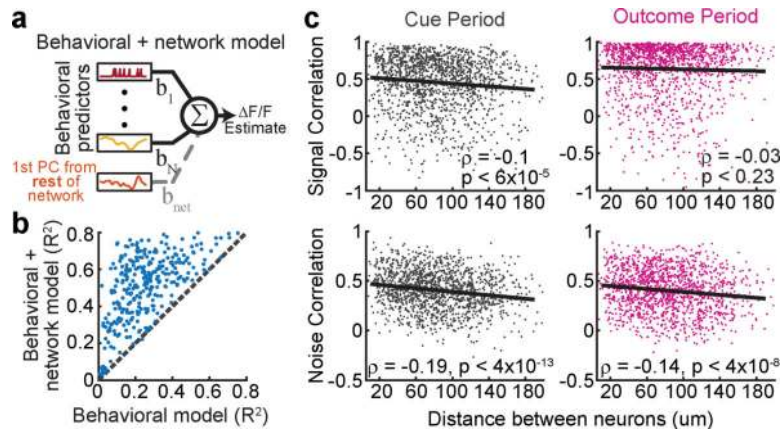 a
Behavioral + network model
Behavioral
predictors
b1
bN
bnet
Σ
ΔF/F
Estimate
1st PC from
rest of
network
b
Behavioral +
network model (R²)
0.8
0.6
0.4
0.2
0
0 0.2 0.4 0.6 0.8
Behavioral model (R²)
c
Cue Period
Outcome Period
Signal Correlation
1
0.5
0
-0.5
-1
ρ = -0.1
p < 6x10⁻⁵
20 60 100 140 180
1
0.5
0
-0.5
-1
ρ = -0.03
p < 0.23
20 60 100 140 180
Noise Correlation
1
0.5
0
-0.5
ρ = -0.19, p < 4x10⁻¹³
20 60 100 140 180
1
0.5
0
-0.5
ρ = -0.14, p < 4x10⁻⁸
20 60 100 140 180
Distance between neurons (um)